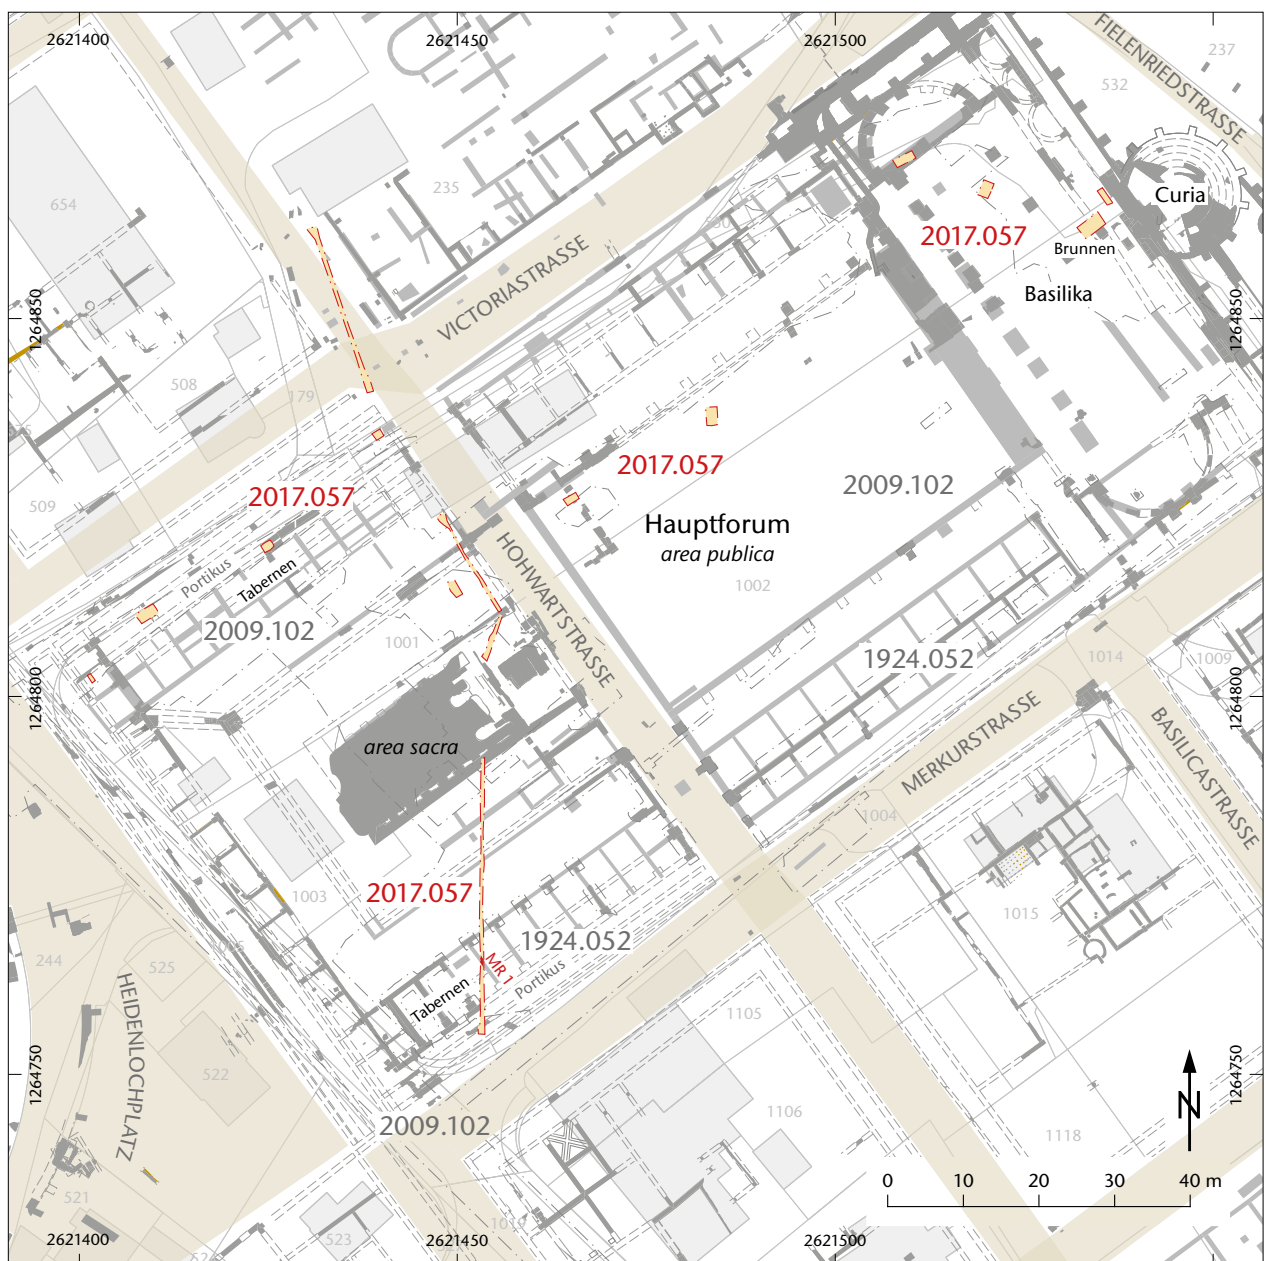 2621400
2621450
2621500
FIELENRIEDSTRASSE
237
532
654
235
Curia
2017.057
Brunnen
Basilika
VICTORIASTRASSE
1264850
1264850
508
179
509
2017.057
2017.057
2009.102
Hauptforum
area publica
1002
HOHWARTSTRASSE
Portikus
Tabernen
2009.102
1001
1924.052
1014
1009
1264800
1264800
area sacra
MERKURSTRASSE
BASILICASTRASSE
1004
2017.057
1003
1015
1924.052
244
525
MR 1
Tabernen
Portikus
HEIDENLOCHPLATZ
1105
522
1264750
1264750
N
2009.102
1106
1118
521
0 10 20 30 40 m
523
2621400
2621450
2621500